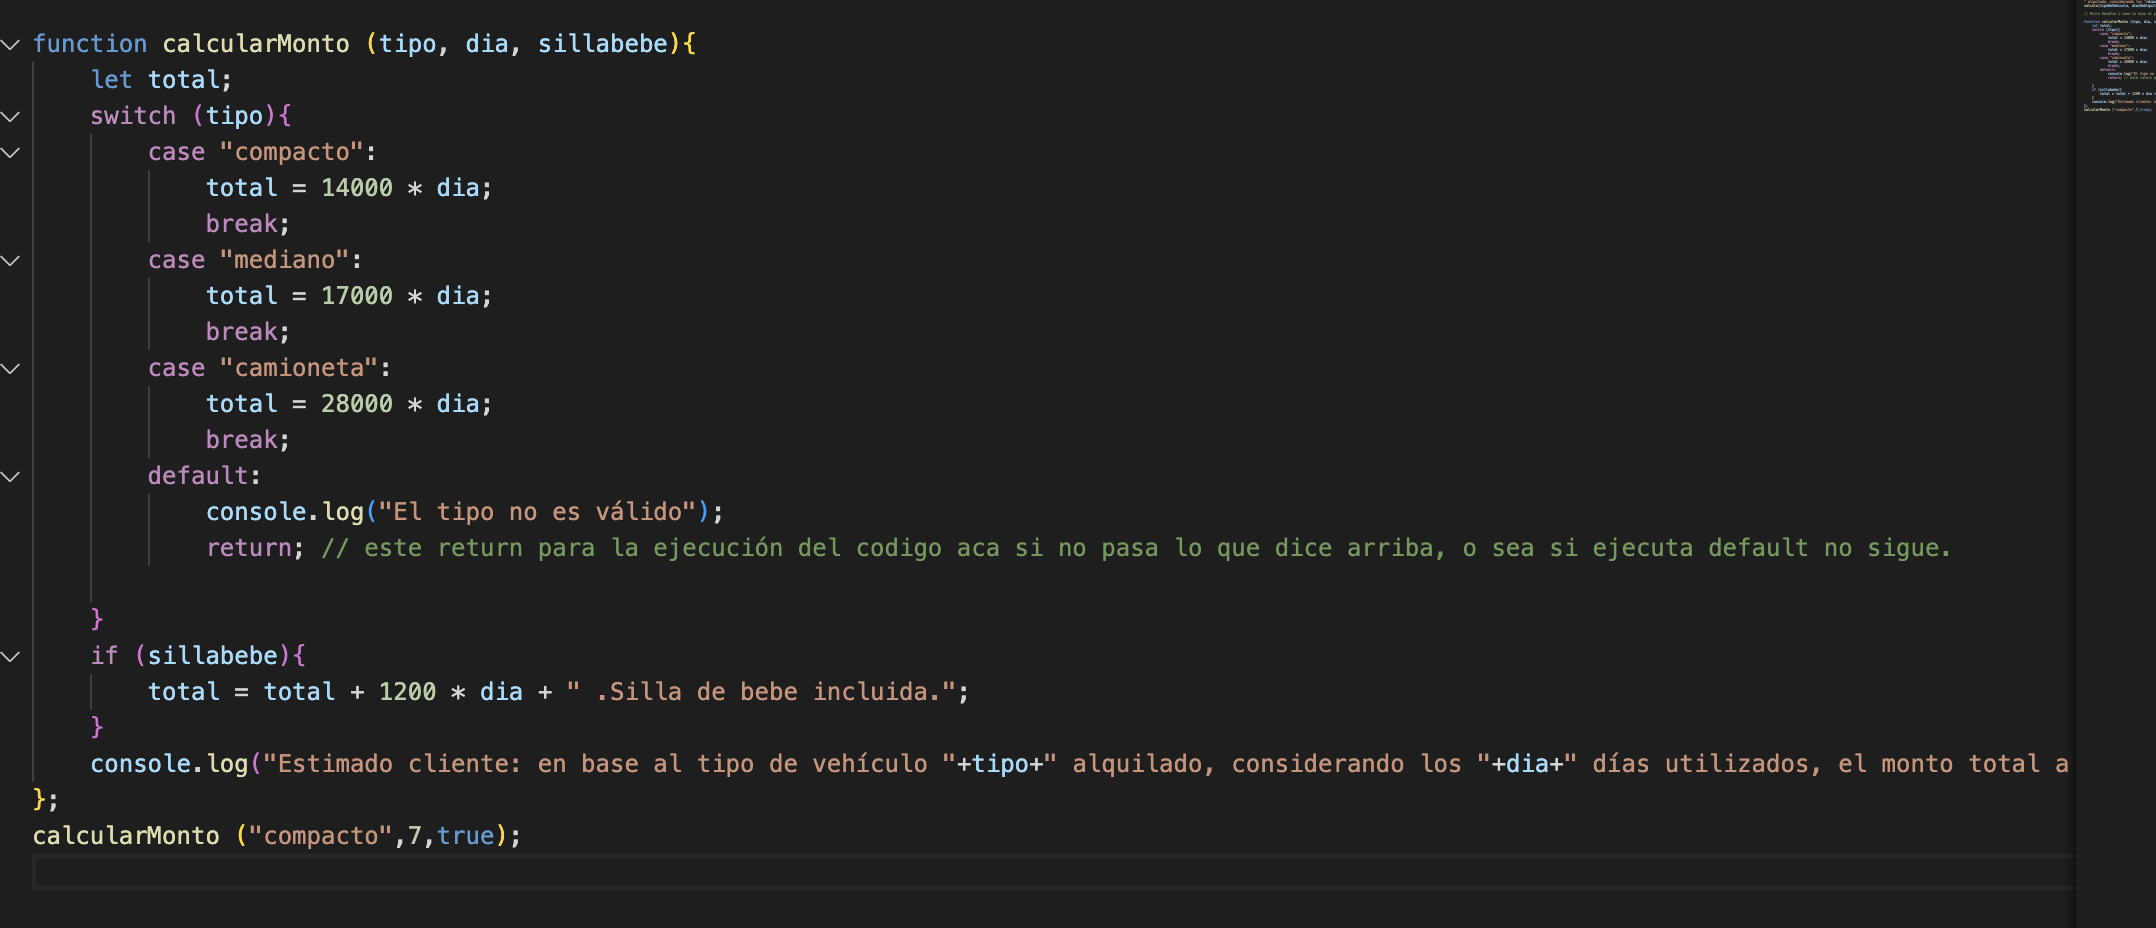 function calcularMonto (tipo, dia, sillabebe){
    let total;
    switch (tipo){
        case "compacto":
            total = 14000 * dia;
            break;
        case "mediano":
            total = 17000 * dia;
            break;
        case "camioneta":
            total = 28000 * dia;
            break;
        default:
            console.log("El tipo no es válido");
            return; // este return para la ejecución del codigo aca si no pasa lo que dice arriba, o sea si ejecuta default no sigue.
    }
    if (sillabebe){
        total = total + 1200 * dia + " .Silla de bebe incluida.";
    }
    console.log("Estimado cliente: en base al tipo de vehículo "+tipo+" alquilado, considerando los "+dia+" días utilizados, el monto total a
};
calcularMonto ("compacto",7,true);